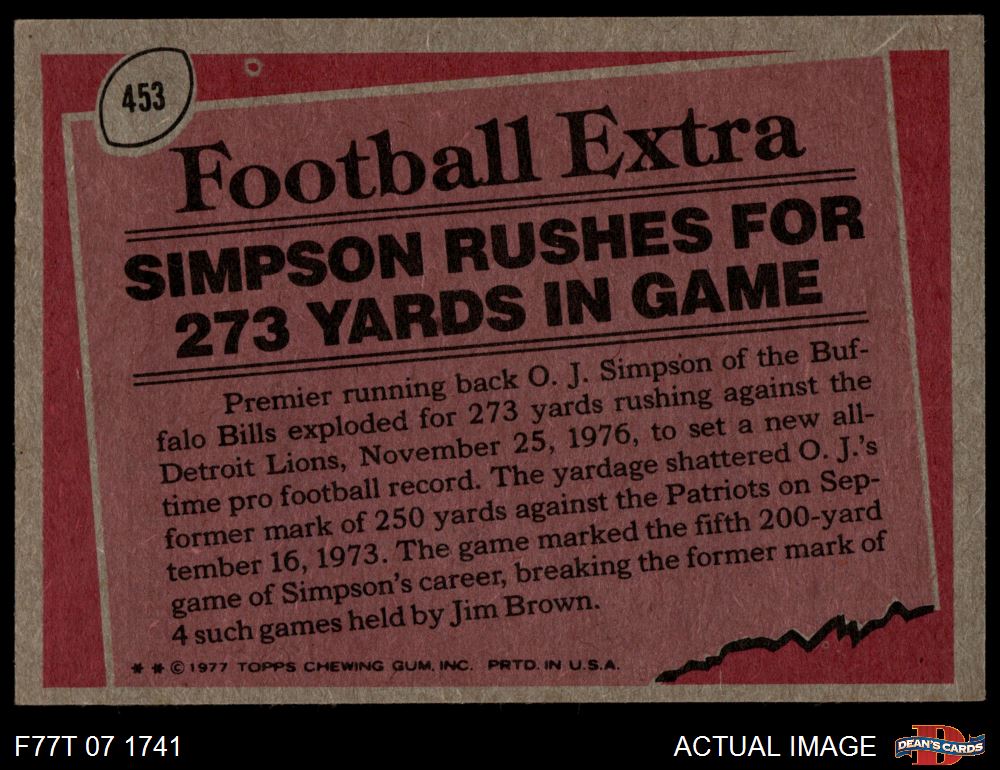 453
Football Extra
SIMPSON RUSHES FOR
273 YARDS IN GAME
Premier running back O. J. Simpson of the Buf-
falo Bills exploded for 273 yards rushing against the
Detroit Lions, November 25, 1976, to set a new all-
time pro football record. The yardage shattered O. J.'s
former mark of 250 yards against the Patriots on Sep-
tember 16, 1973. The game marked the fifth 200-yard
game of Simpson's career, breaking the former mark of
4 such games held by Jim Brown.
* * © 1977 TOPPS CHEWING GUM, INC. PRTD. IN U.S.A.
F77T 07 1741
ACTUAL IMAGE
D
DEAN'S CARDS